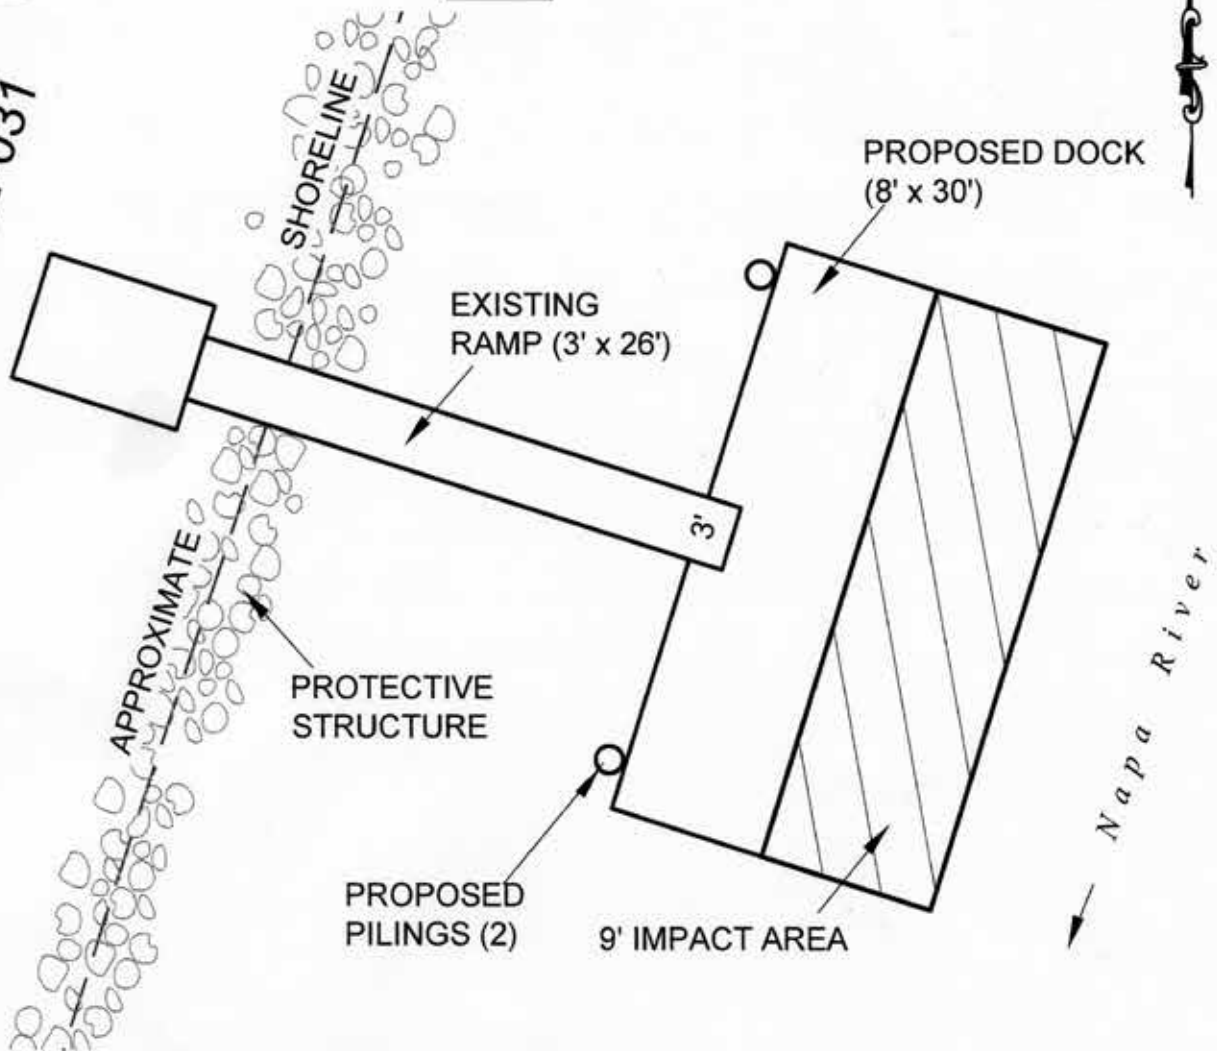 031
SHORELINE
PROPOSED DOCK
(8' x 30')
EXISTING
RAMP (3' x 26')
3'
APPROXIMATE
PROTECTIVE
STRUCTURE
Napa River
PROPOSED
PILINGS (2)
9' IMPACT AREA